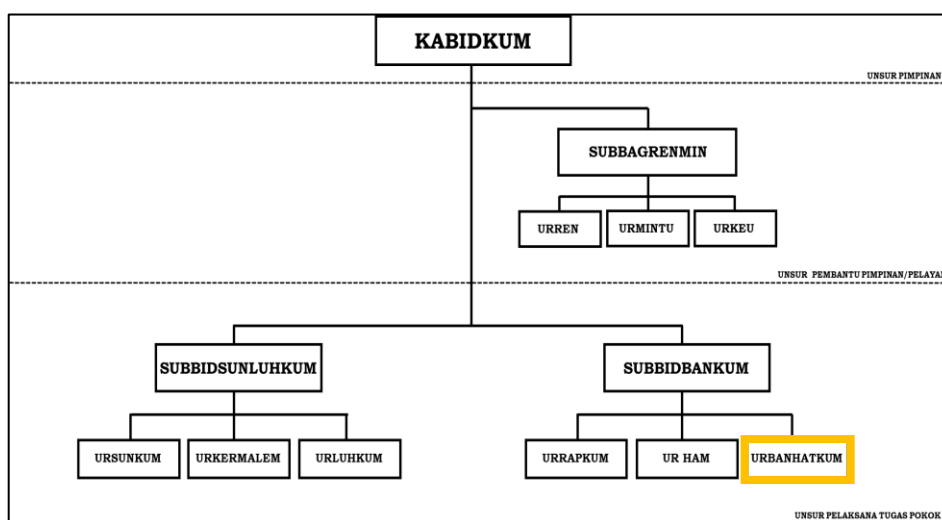 KABIDKUM
UNSUR PIMPINAN
SUBBAGRENMIN
URREN
URMINTU
URKEU
UNSUR PEMBANTU PIMPINAN/PELAYAN
SUBBIDSUNLUHKUM
SUBBIDBANKUM
URSUNKUM
URKERMALEM
URLUHKUM
URRAPKUM
UR HAM
URBANHATKUM
UNSUR PELAKSANA TUGAS POKOK